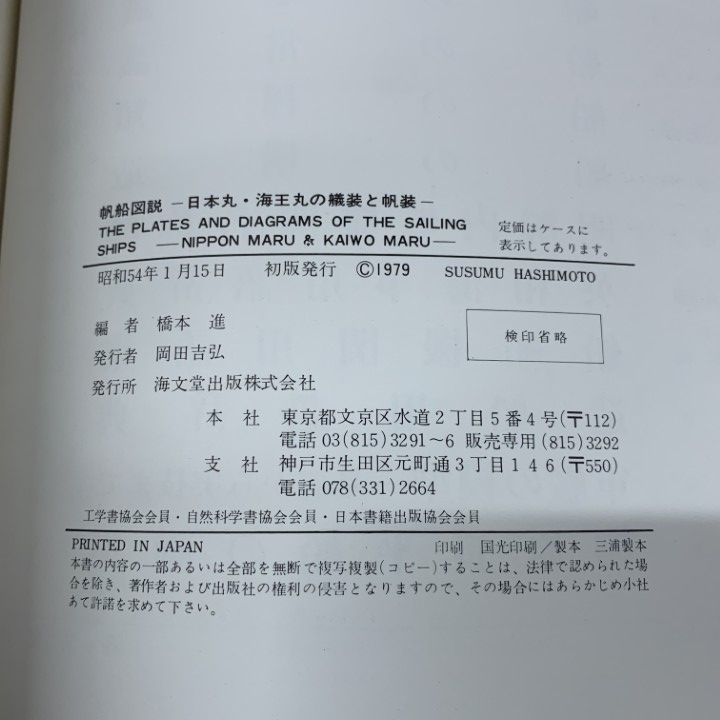 帆船図説 ―日本丸・海王丸の艤装と帆装―
THE PLATES AND DIAGRAMS OF THE SAILING
SHIPS ―NIPPON MARU & KAIWO MARU―
定価はケースに
表示してあります。
昭和54年1月15日 初版発行 ©1979 SUSUMU HASHIMOTO
編者 橋本 進
検印省略
発行者 岡田吉弘
発行所 海文堂出版株式会社
本社 東京都文京区水道2丁目5番4号(〒112)
電話 03(815)3291~6 販売専用(815)3292
支社 神戸市生田区元町通3丁目146(〒550)
電話 078(331)2664
工学書協会会員・自然科学書協会会員・日本書籍出版協会会員
PRINTED IN JAPAN 印刷 国光印刷/製本 三浦製本
本書の内容の一部あるいは全部を無断で複写複製(コピー)することは、法律で認められた場
合を除き、著作者および出版社の権利の侵害となりますので、その場合にはあらかじめ小社
あて許諾を求めて下さい。